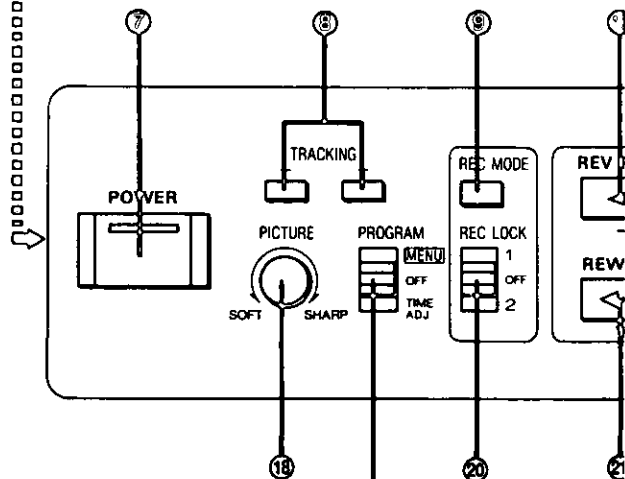 7 8 9
TRACKING
REC MODE
REV
POWER
PICTURE
PROGRAM
REC LOCK
MENU
1
OFF
OFF
REW
SOFT
SHARP
TIME
ADJ
2
18 20 21